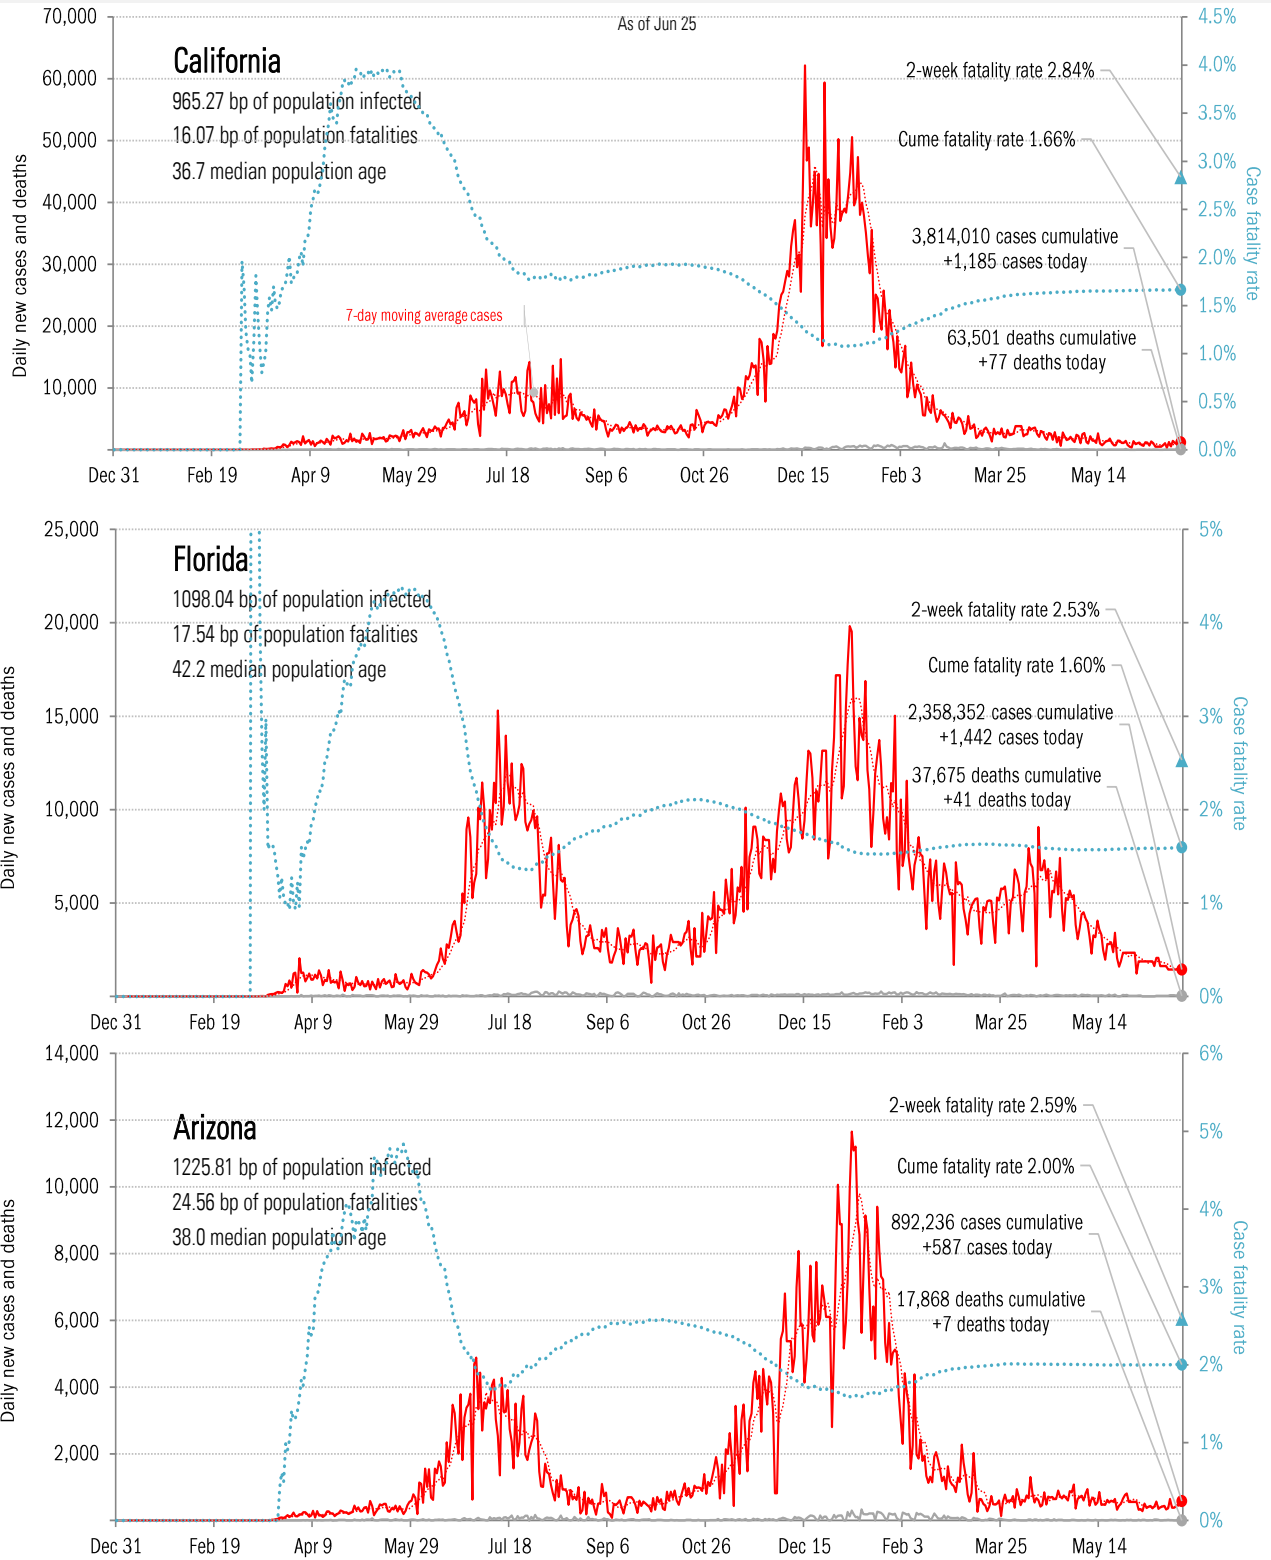 As of Jun 25
70,000
60,000
50,000
40,000
30,000
20,000
10,000
Daily new cases and deaths
California
965.27 bp of population infected
16.07 bp of population fatalities
36.7 median population age
7-day moving average cases
2-week fatality rate 2.84%
Cume fatality rate 1.66%
3,814,010 cases cumulative
+1,185 cases today
63,501 deaths cumulative
+77 deaths today
4.5%
4.0%
3.5%
3.0%
2.5%
2.0%
1.5%
1.0%
0.5%
0.0%
Case fatality rate
Dec 31 Feb 19 Apr 9 May 29 Jul 18 Sep 6 Oct 26 Dec 15 Feb 3 Mar 25 May 14
25,000
20,000
15,000
10,000
5,000
Daily new cases and deaths
Florida
1098.04 bp of population infected
17.54 bp of population fatalities
42.2 median population age
2-week fatality rate 2.53%
Cume fatality rate 1.60%
2,358,352 cases cumulative
+1,442 cases today
37,675 deaths cumulative
+41 deaths today
5%
4%
3%
2%
1%
0%
Case fatality rate
Dec 31 Feb 19 Apr 9 May 29 Jul 18 Sep 6 Oct 26 Dec 15 Feb 3 Mar 25 May 14
14,000
12,000
10,000
8,000
6,000
4,000
2,000
Daily new cases and deaths
Arizona
1225.81 bp of population infected
24.56 bp of population fatalities
38.0 median population age
2-week fatality rate 2.59%
Cume fatality rate 2.00%
892,236 cases cumulative
+587 cases today
17,868 deaths cumulative
+7 deaths today
6%
5%
4%
3%
2%
1%
0%
Case fatality rate
Dec 31 Feb 19 Apr 9 May 29 Jul 18 Sep 6 Oct 26 Dec 15 Feb 3 Mar 25 May 14